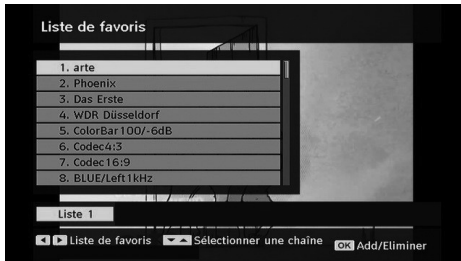 Liste de favoris
1. arte
2. Phoenix
3. Das Erste
4. WDR Düsseldorf
5. ColorBar100/-6dB
6. Codec4:3
7. Codec16:9
8. BLUE/Left1kHz
Liste 1
Liste de favoris Sélectionner une chaîne OK Add/Eliminer